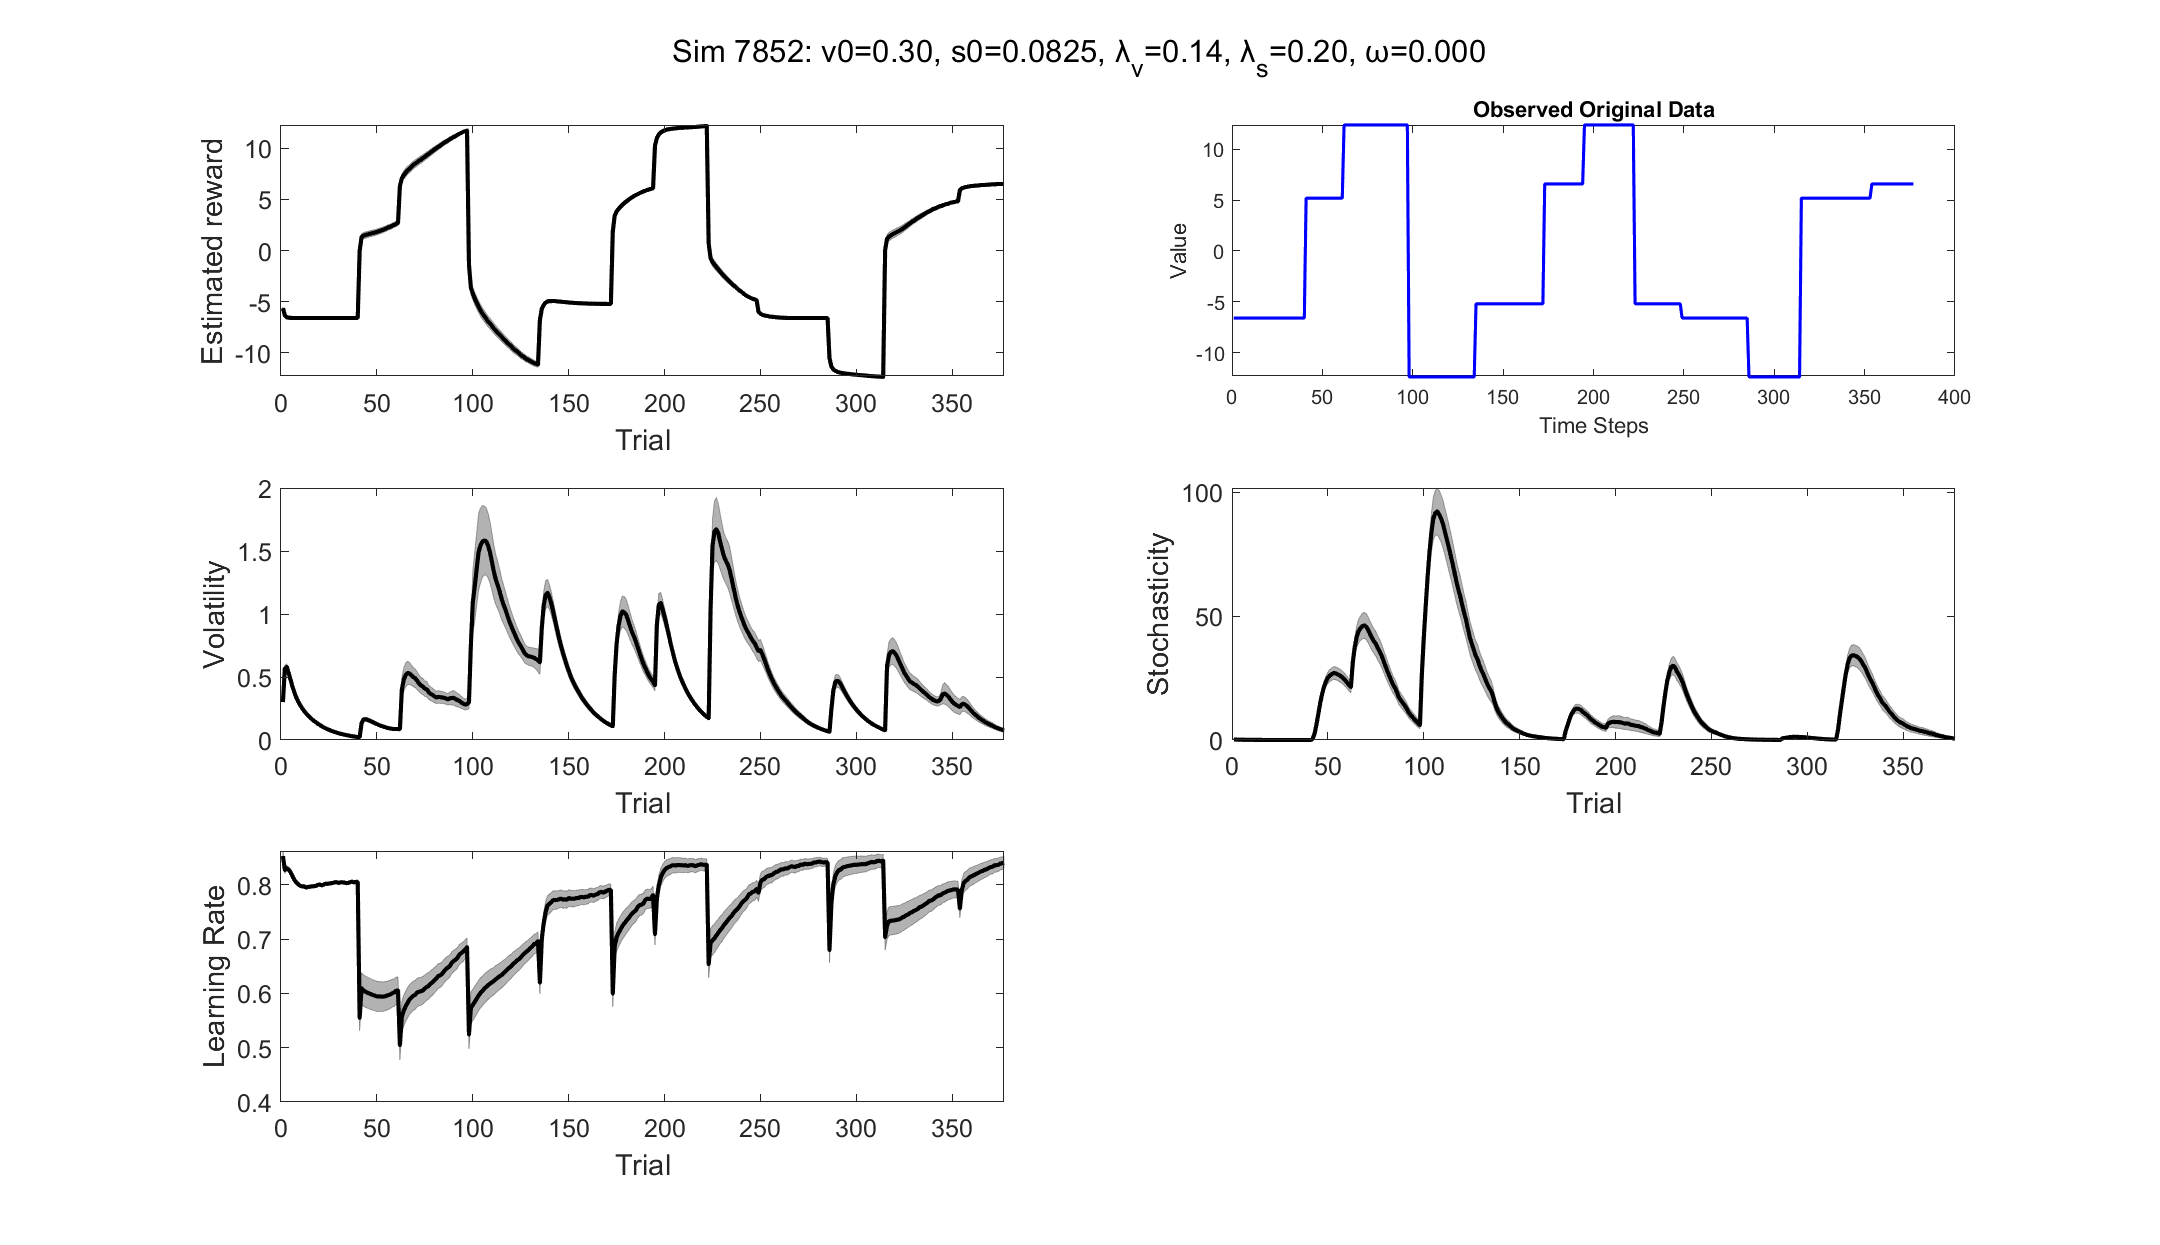 Sim 7852: v0=0.30, s0=0.0825, λ_v=0.14, λ_s=0.20, ω=0.000
Estimated reward
10
5
0
-5
-10
0 50 100 150 200 250 300 350
Trial
Observed Original Data
Value
10
5
0
-5
-10
0 50 100 150 200 250 300 350 400
Time Steps
Volatility
2
1.5
1
0.5
0
0 50 100 150 200 250 300 350
Trial
Stochasticity
100
50
0
0 50 100 150 200 250 300 350
Trial
Learning Rate
0.8
0.7
0.6
0.5
0.4
0 50 100 150 200 250 300 350
Trial